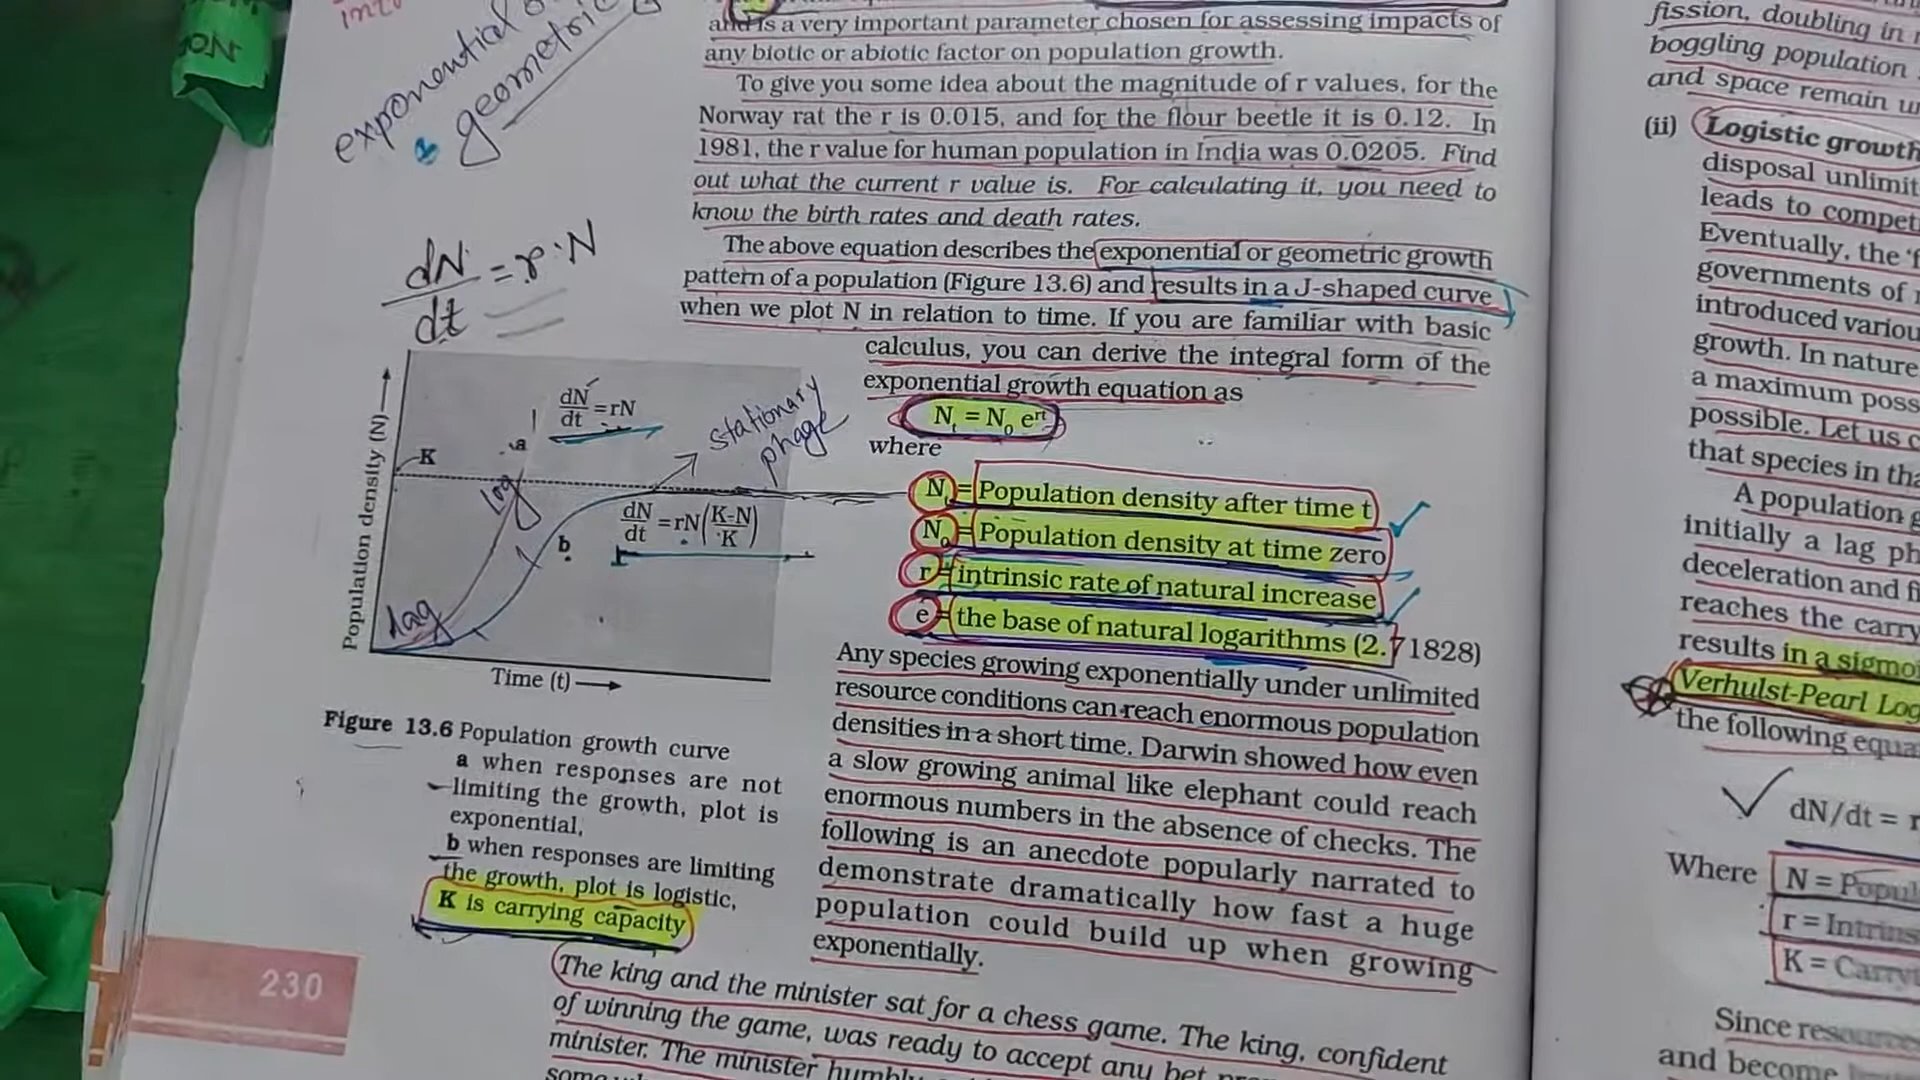 exponential
geometric
and is a very important parameter chosen for assessing impacts of
any biotic or abiotic factor on population growth.
To give you some idea about the magnitude of r values, for the
Norway rat the r is 0.015, and for the flour beetle it is 0.12. In
1981, the r value for human population in India was 0.0205. Find
out what the current r value is. For calculating it, you need to
know the birth rates and death rates.
dN/dt = r·N
The above equation describes the exponential or geometric growth
pattern of a population (Figure 13.6) and results in a J-shaped curve
when we plot N in relation to time. If you are familiar with basic
calculus, you can derive the integral form of the
exponential growth equation as
Nt = N0 e^rt
where
Nt = Population density after time t
N0 = Population density at time zero
r = intrinsic rate of natural increase
e = the base of natural logarithms (2.71828)
Any species growing exponentially under unlimited
resource conditions can reach enormous population
densities in a short time. Darwin showed how even
a slow growing animal like elephant could reach
enormous numbers in the absence of checks. The
following is an anecdote popularly narrated to
demonstrate dramatically how fast a huge
population could build up when growing
exponentially.
Population density (N)
K
a
dN/dt = rN
stationary
phage
log
b
dN/dt = rN(K-N/K)
lag
Time (t)
Figure 13.6 Population growth curve
a when responses are not
limiting the growth, plot is
exponential,
b when responses are limiting
the growth, plot is logistic,
K is carrying capacity
230
The king and the minister sat for a chess game. The king, confident
of winning the game, was ready to accept any bet
minister. The minister humbly
fission, doubling in
boggling population
and space remain
(ii) Logistic growth
disposal
leads to
Eventually, the
governments of
introduced
growth. In nature
a maximum
possible. Let us
that species in
A population
initially a lag
deceleration and
reaches the
results in a
Verhulst-Pearl
the following
dN/dt =
Where N =
r =
K =
Since
and become